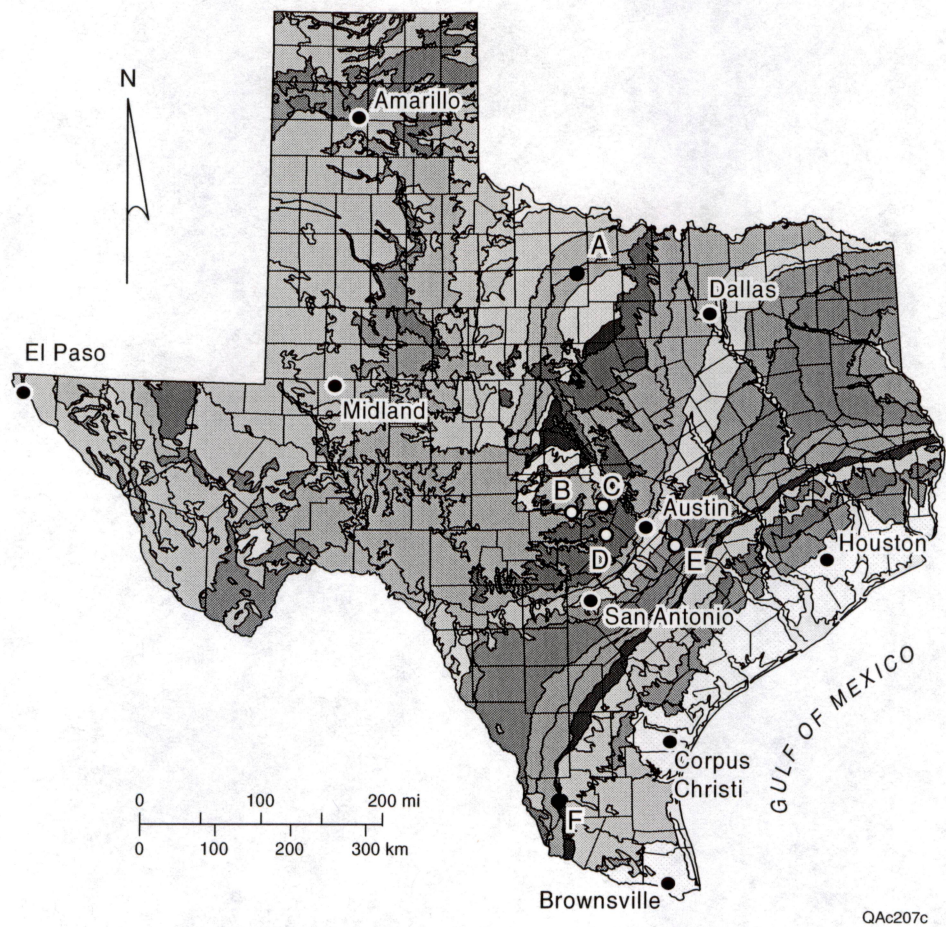 N
Amarillo
A
Dallas
El Paso
Midland
B
C
Austin
Houston
D
E
San Antonio
GULF OF MEXICO
Corpus
Christi
0 100 200 mi
0 100 200 300 km
F
Brownsville
QAc207c